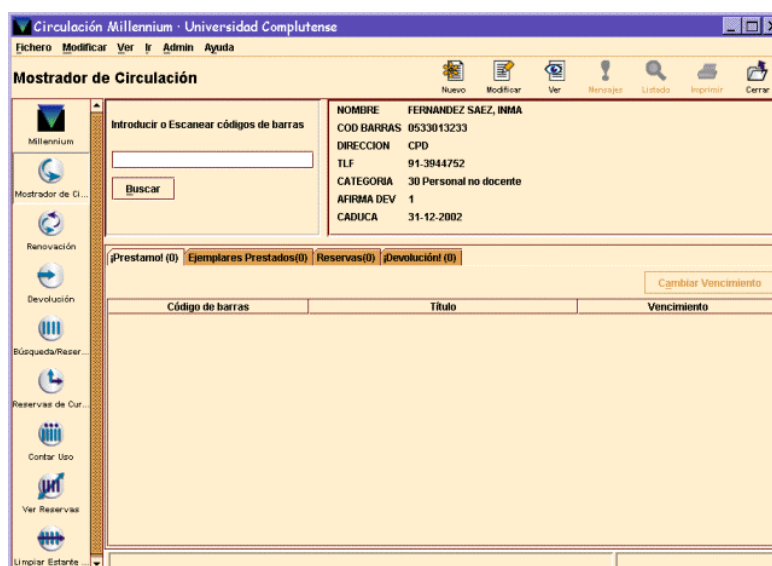 Circulación Millennium · Universidad Complutense
Fichero Modificar Ver Ir Admin Ayuda
Mostrador de Circulación
Nuevo Modificar Ver Mensajes Listado Imprimir Cerrar
Millennium
Mostrador de Ci...
Renovación
Devolución
Búsqueda/Reser...
Reservas de Cur...
Contar Uso
Ver Reservas
Limpiar Estante ...
Introducir o Escanear códigos de barras
Buscar
NOMBRE FERNANDEZ SAEZ, INMA
COD BARRAS 0533013233
DIRECCION CPD
TLF 91-3944752
CATEGORIA 30 Personal no docente
AFIRMA DEV 1
CADUCA 31-12-2002
¡Prestamo! (0) Ejemplares Prestados(0) Reservas(0) ¡Devolución! (0)
Cambiar Vencimiento
Código de barras Título Vencimiento